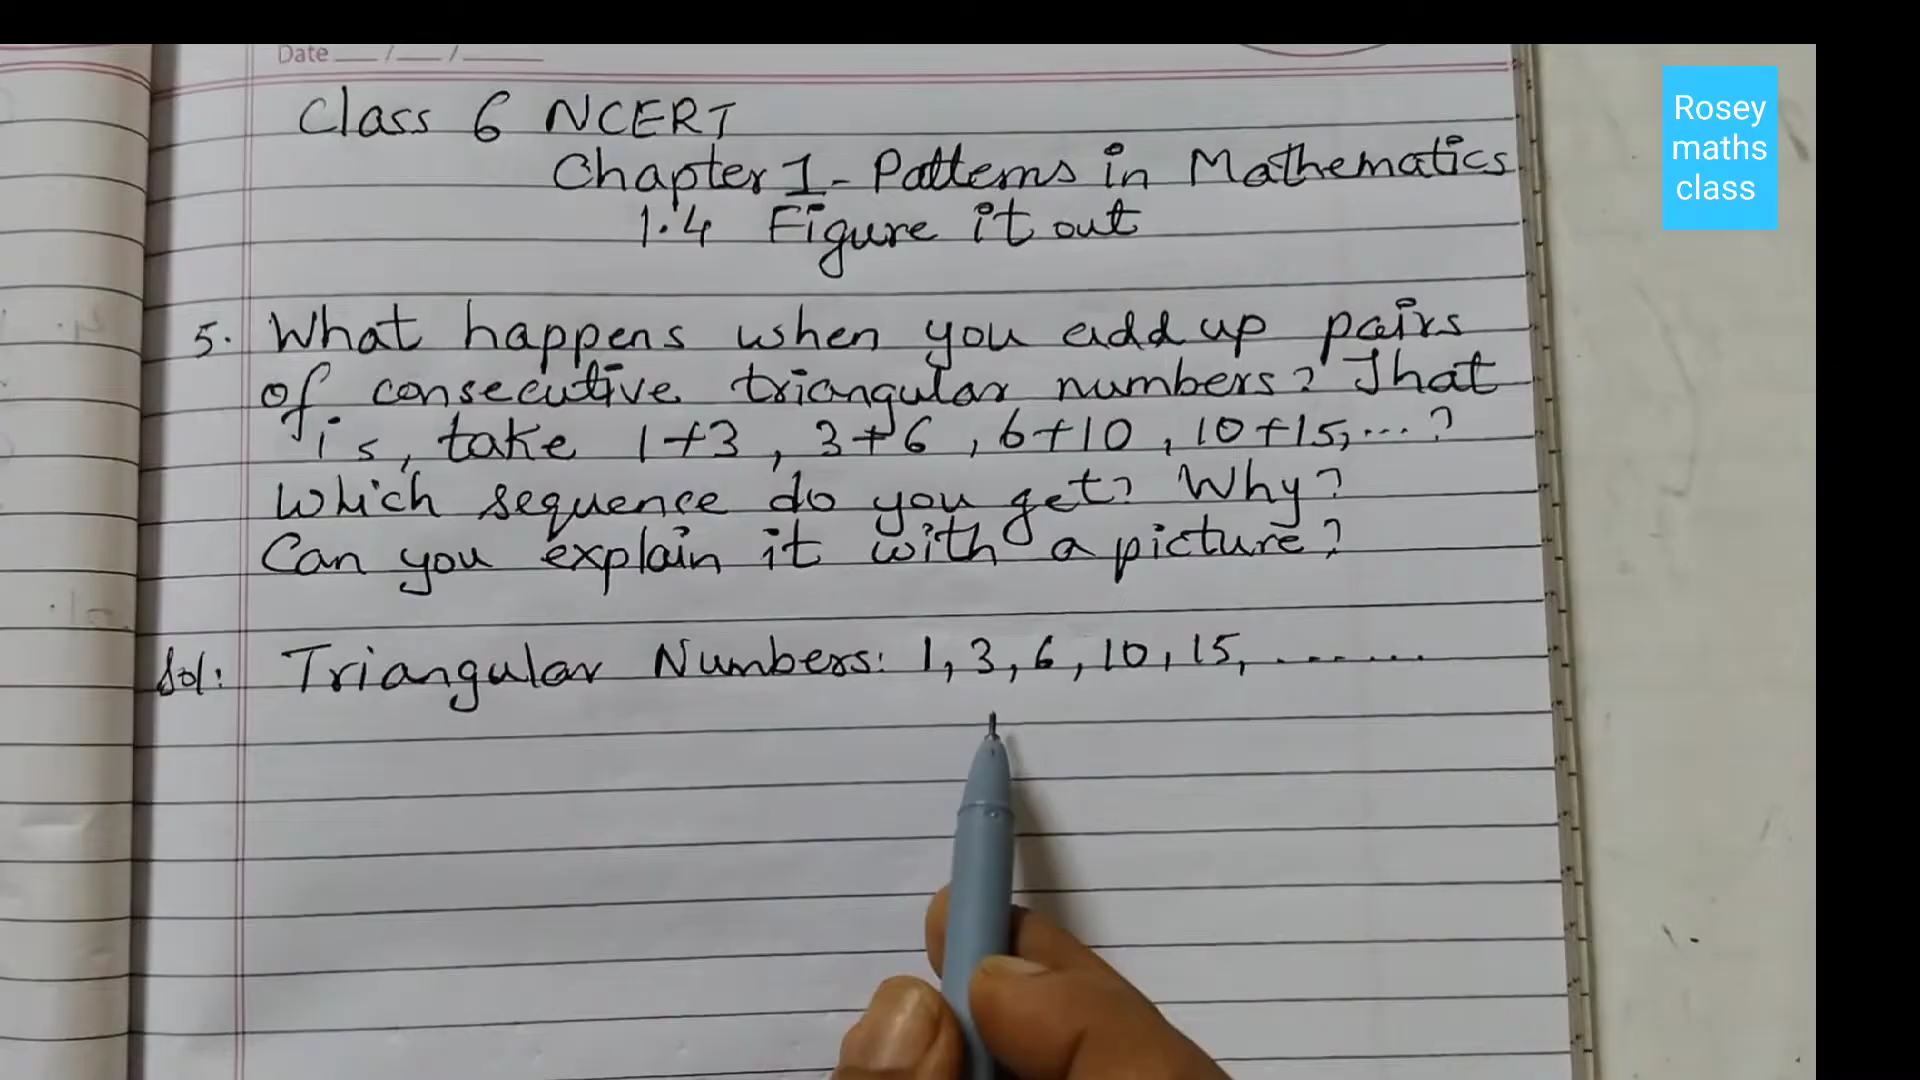 Date __/__/____
Class 6 NCERT
Chapter 1 - Patterns in Mathematics
1.4 Figure it out
5. What happens when you add up pairs
of consecutive triangular numbers? That
is, take 1+3, 3+6, 6+10, 10+15, ...?
Which sequence do you get? Why?
Can you explain it with a picture?
Sol: Triangular Numbers: 1, 3, 6, 10, 15, .......
Rosey
maths
class